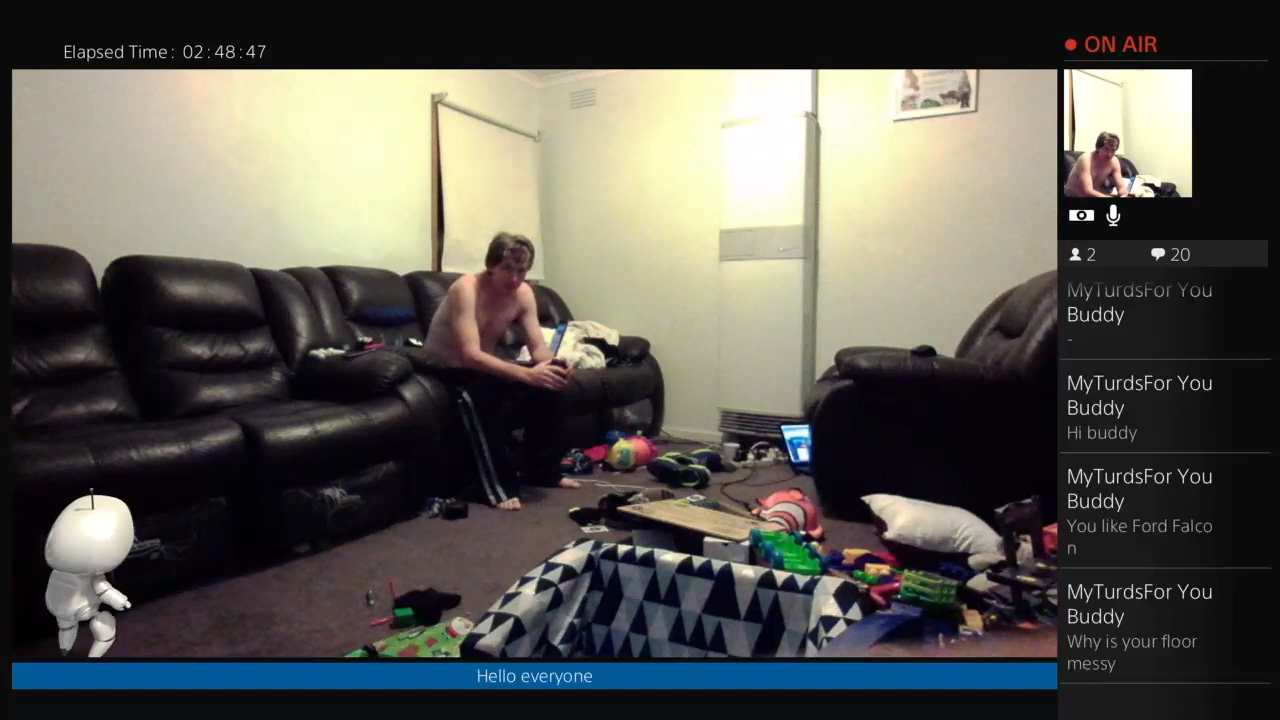 Elapsed Time: 02:48:47
ON AIR
2
20
MyTurdsFor You
Buddy
-
MyTurdsFor You
Buddy
Hi buddy
MyTurdsFor You
Buddy
You like Ford Falco
n
MyTurdsFor You
Buddy
Why is your floor
messy
Hello everyone